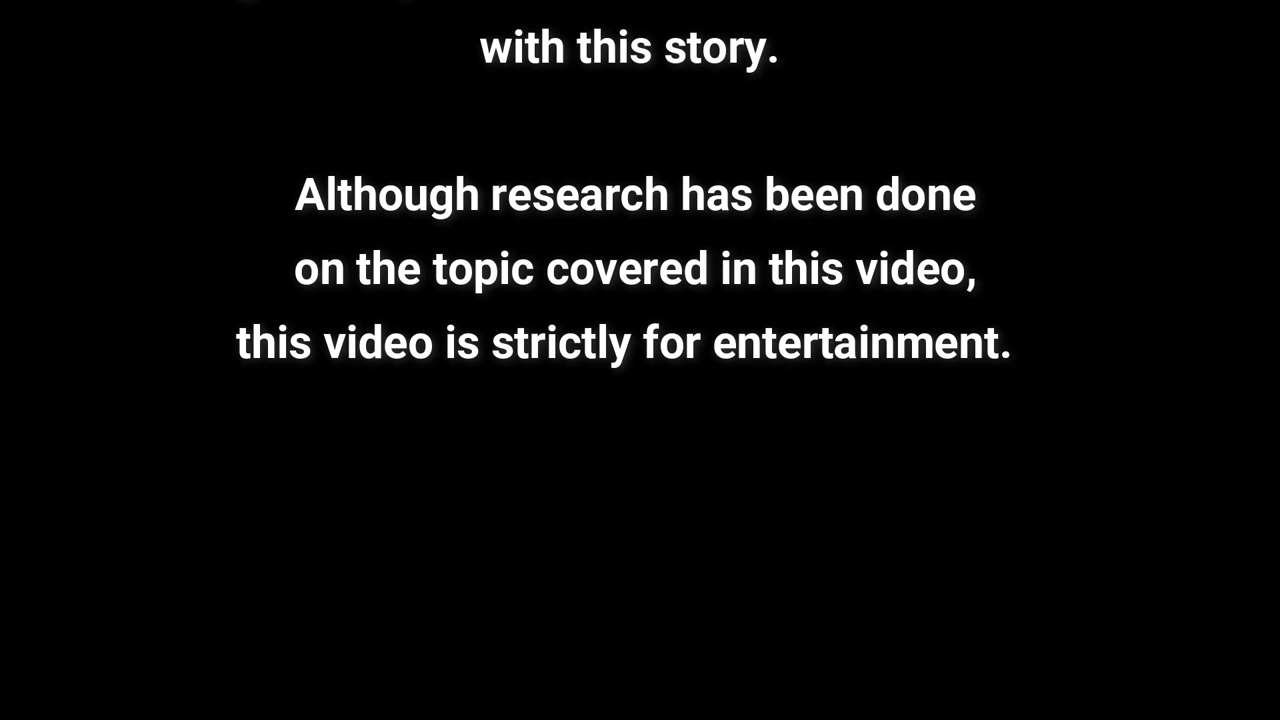 with this story.
Although research has been done
on the topic covered in this video,
this video is strictly for entertainment.